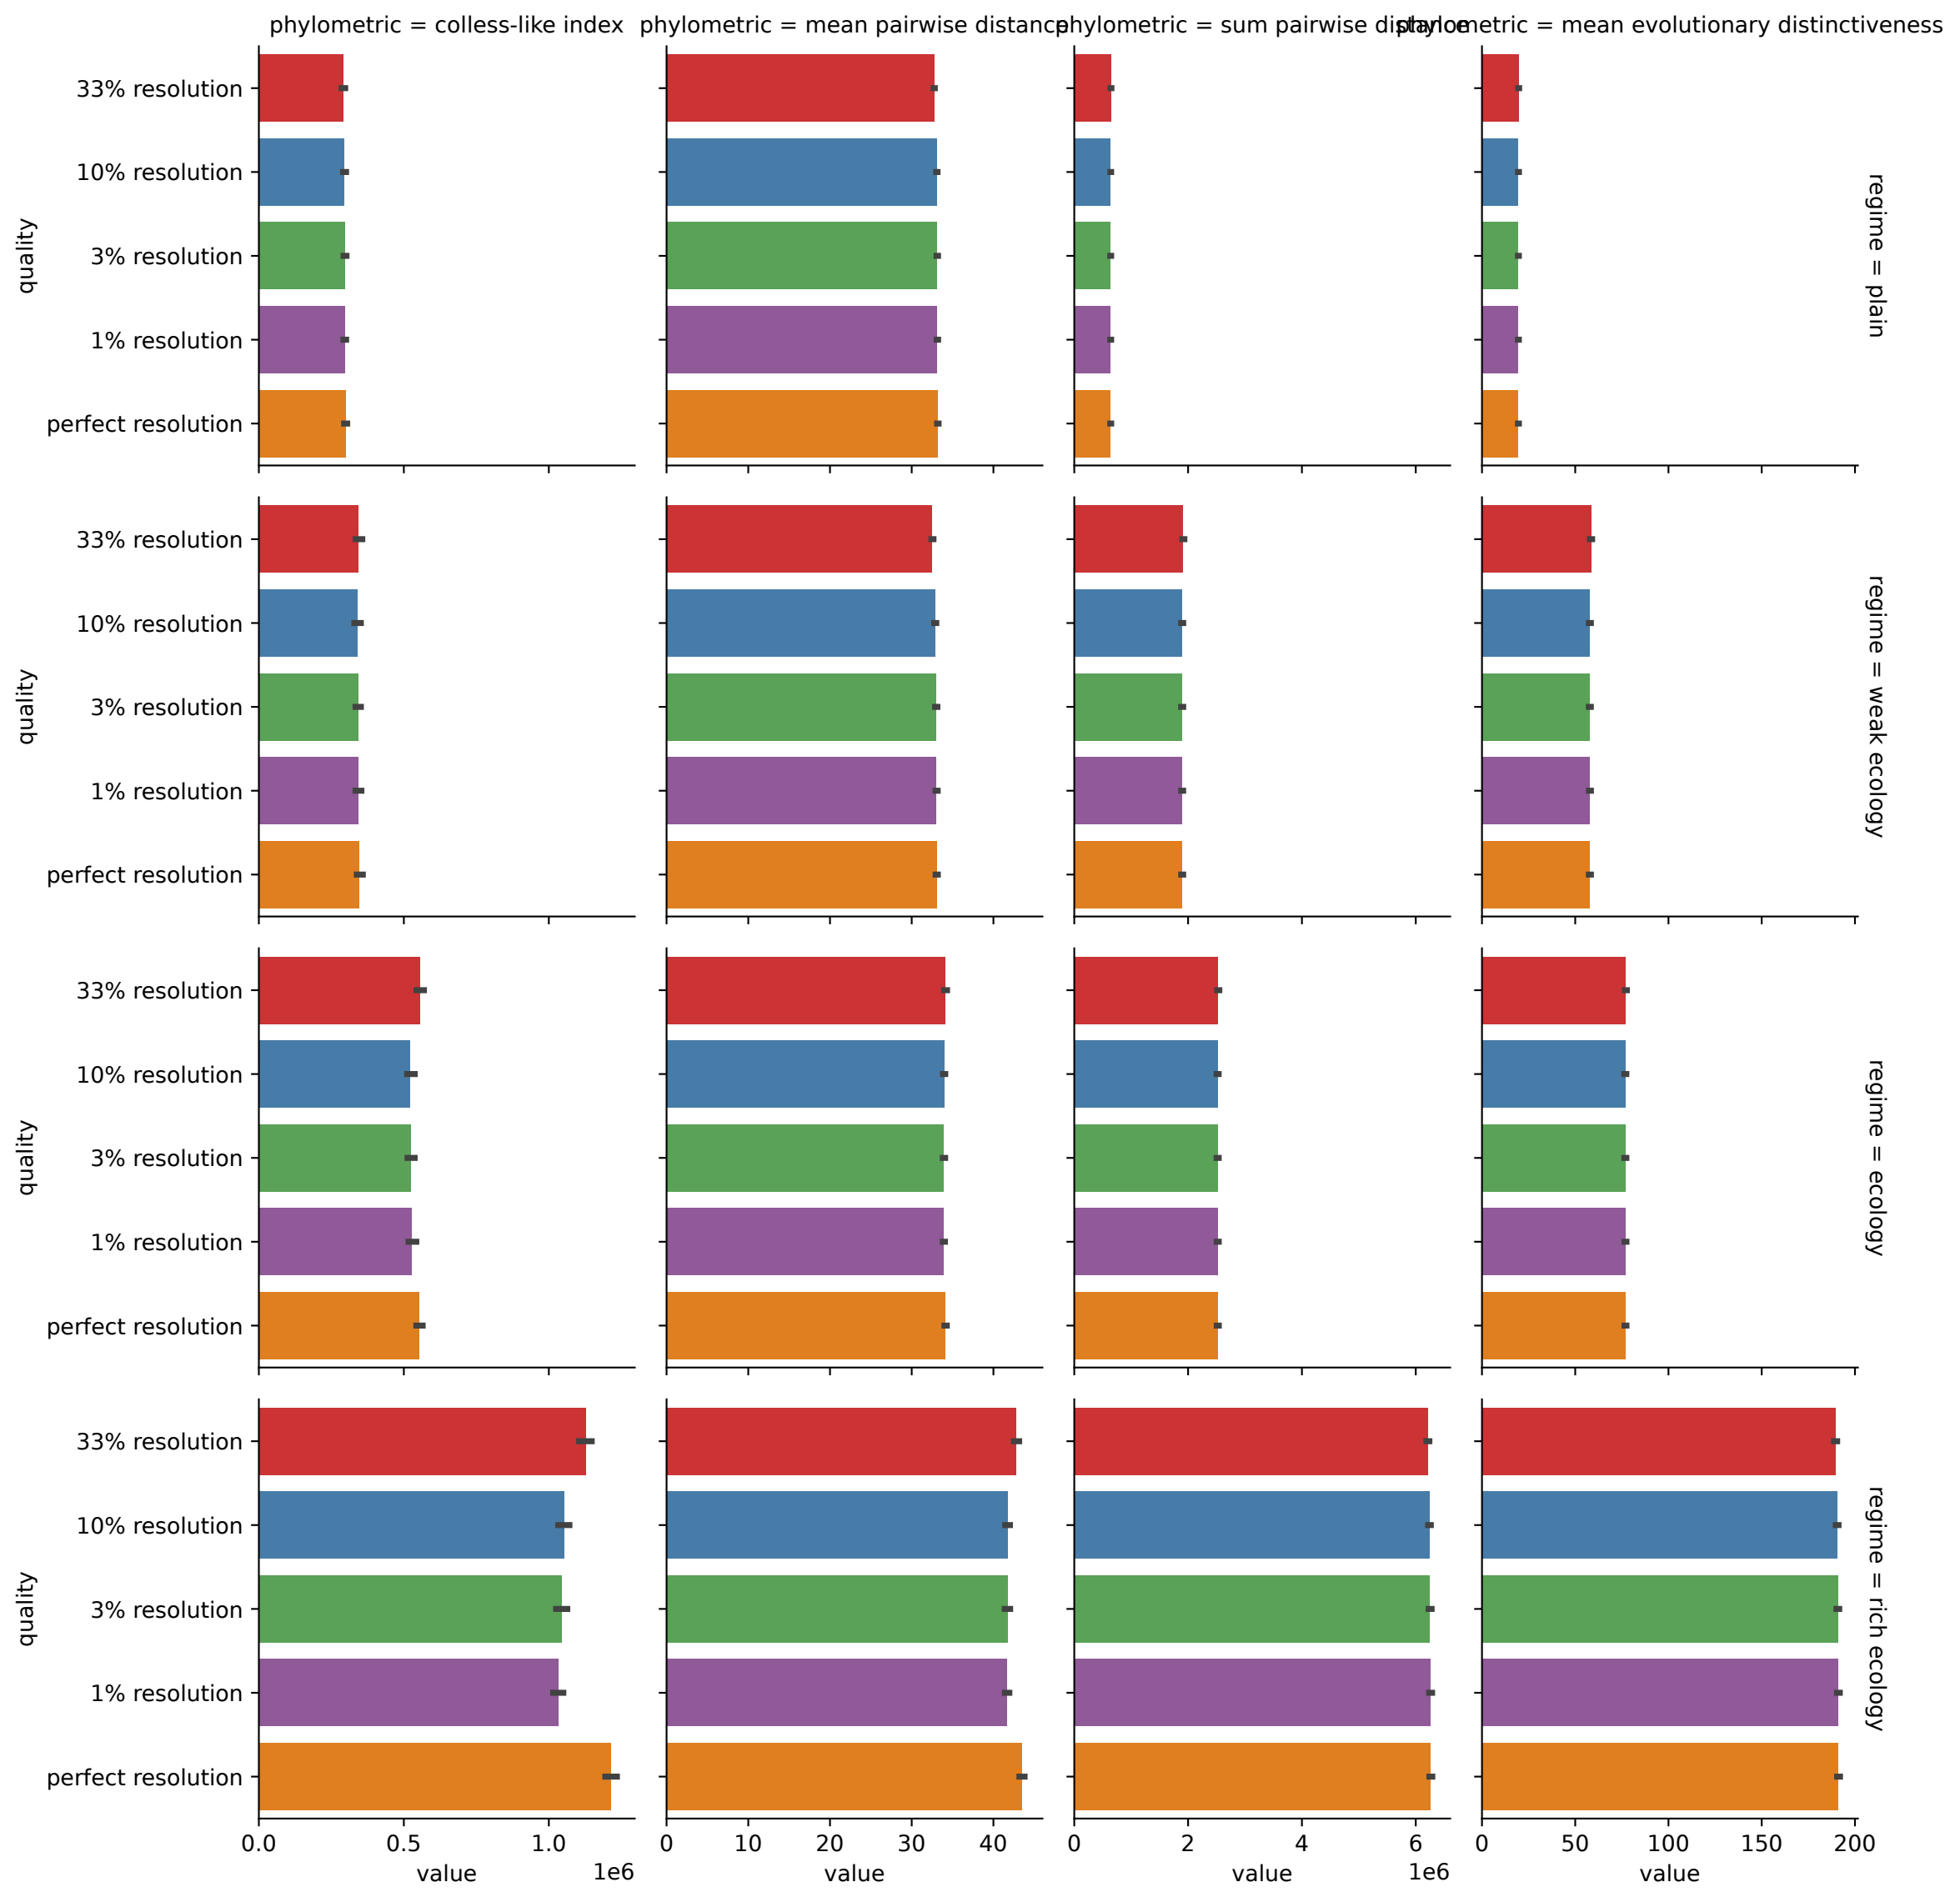 phylometric = colless-like index
phylometric = mean pairwise distance
phylometric = sum pairwise distance
phylometric = mean evolutionary distinctiveness
quality
33% resolution
10% resolution
3% resolution
1% resolution
perfect resolution
regime = plain
quality
33% resolution
10% resolution
3% resolution
1% resolution
perfect resolution
regime = weak ecology
quality
33% resolution
10% resolution
3% resolution
1% resolution
perfect resolution
regime = ecology
quality
33% resolution
10% resolution
3% resolution
1% resolution
perfect resolution
regime = rich ecology
0.0 0.5 1.0
value
1e6
0 10 20 30 40
value
0 2 4 6
value
1e6
0 50 100 150 200
value